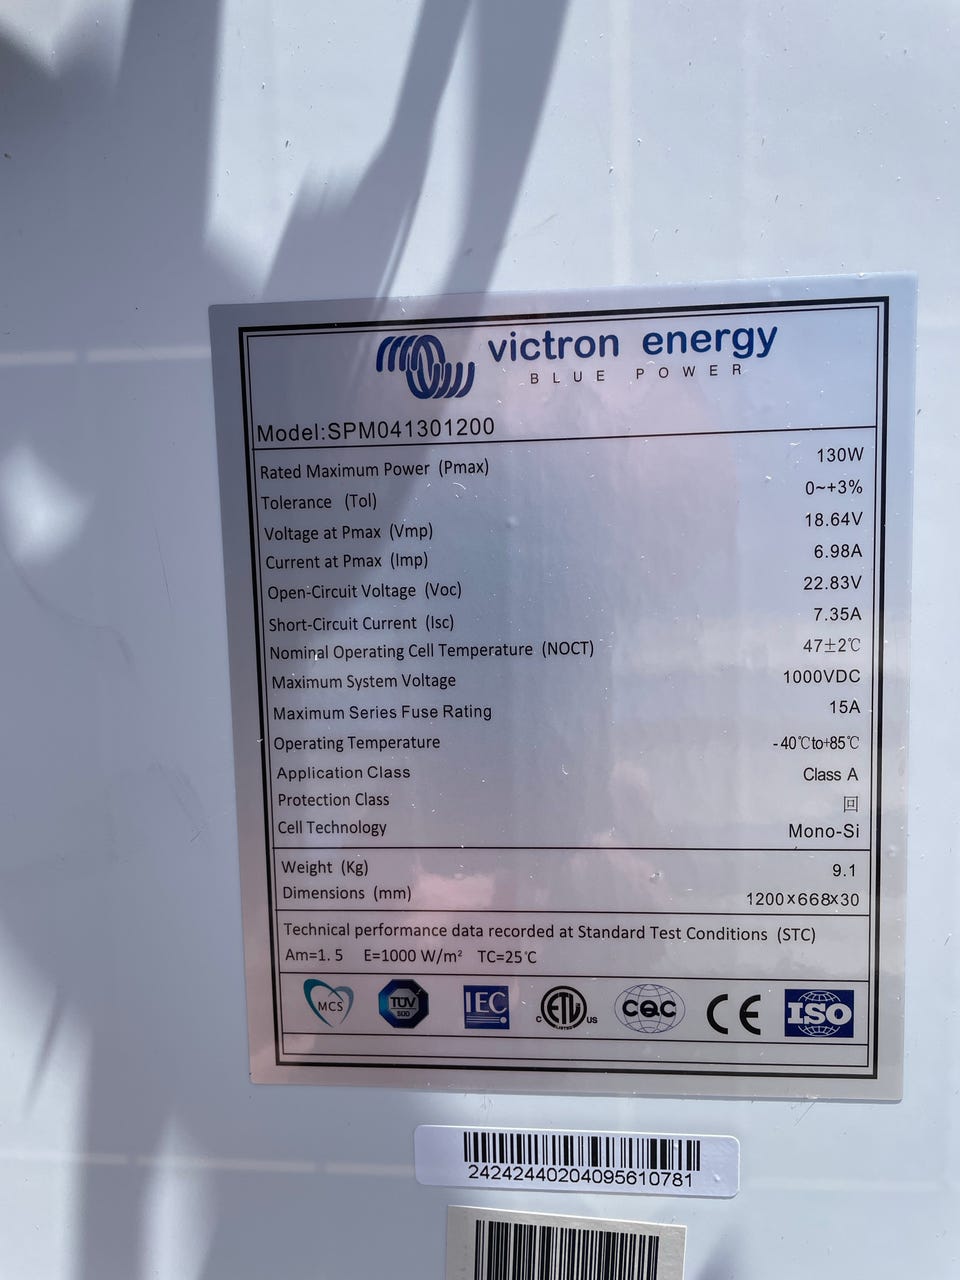 victron energy
BLUE POWER
Model:SPM041301200
Rated Maximum Power (Pmax) 130W
Tolerance (Tol) 0~+3%
Voltage at Pmax (Vmp) 18.64V
Current at Pmax (Imp) 6.98A
Open-Circuit Voltage (Voc) 22.83V
Short-Circuit Current (Isc) 7.35A
Nominal Operating Cell Temperature (NOCT) 47±2℃
Maximum System Voltage 1000VDC
Maximum Series Fuse Rating 15A
Operating Temperature -40℃to+85℃
Application Class Class A
Protection Class 回
Cell Technology Mono-Si
Weight (Kg) 9.1
Dimensions (mm) 1200×668×30
Technical performance data recorded at Standard Test Conditions (STC)
Am=1.5 E=1000 W/m² TC=25℃
MCS TÜV SÜD IEC c ETL LISTED US CQC CE ISO
24242440204095610781